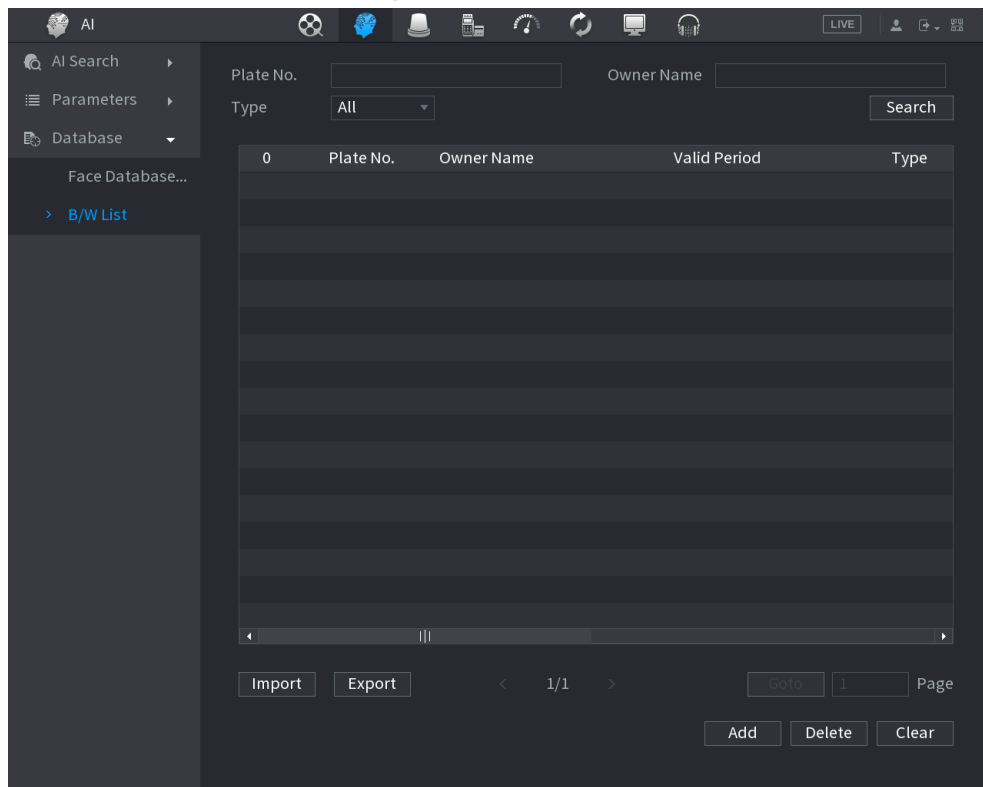 AI
LIVE
AI Search
Parameters
Database
Face Database...
B/W List
Plate No.
Owner Name
Type
All
Search
0 Plate No. Owner Name Valid Period Type
Import
Export
< 1/1 >
Goto
1
Page
Add
Delete
Clear